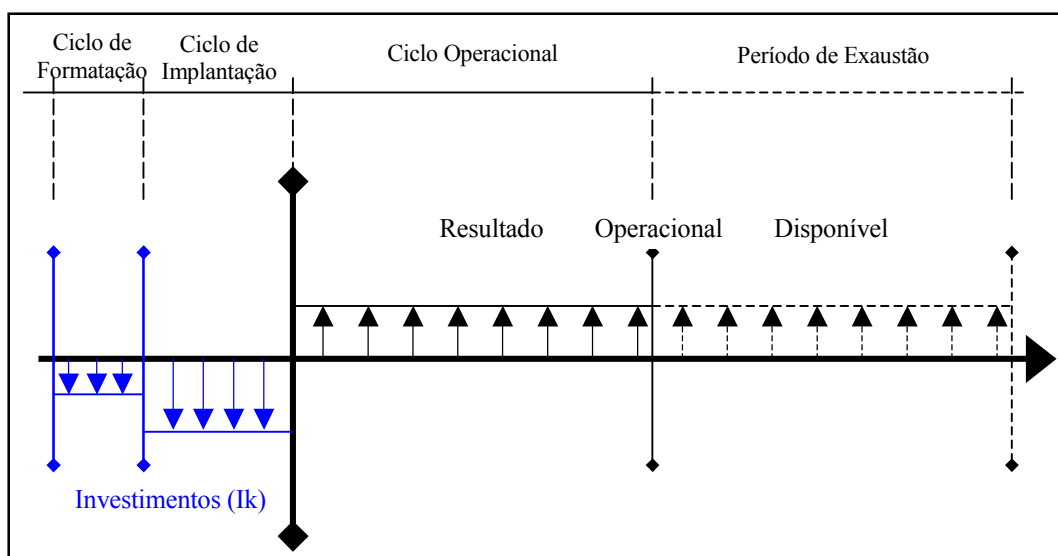 Ciclo de
Formatação
Ciclo de
Implantação
Ciclo Operacional
Período de Exaustão
Resultado Operacional Disponível
Investimentos (Ik)